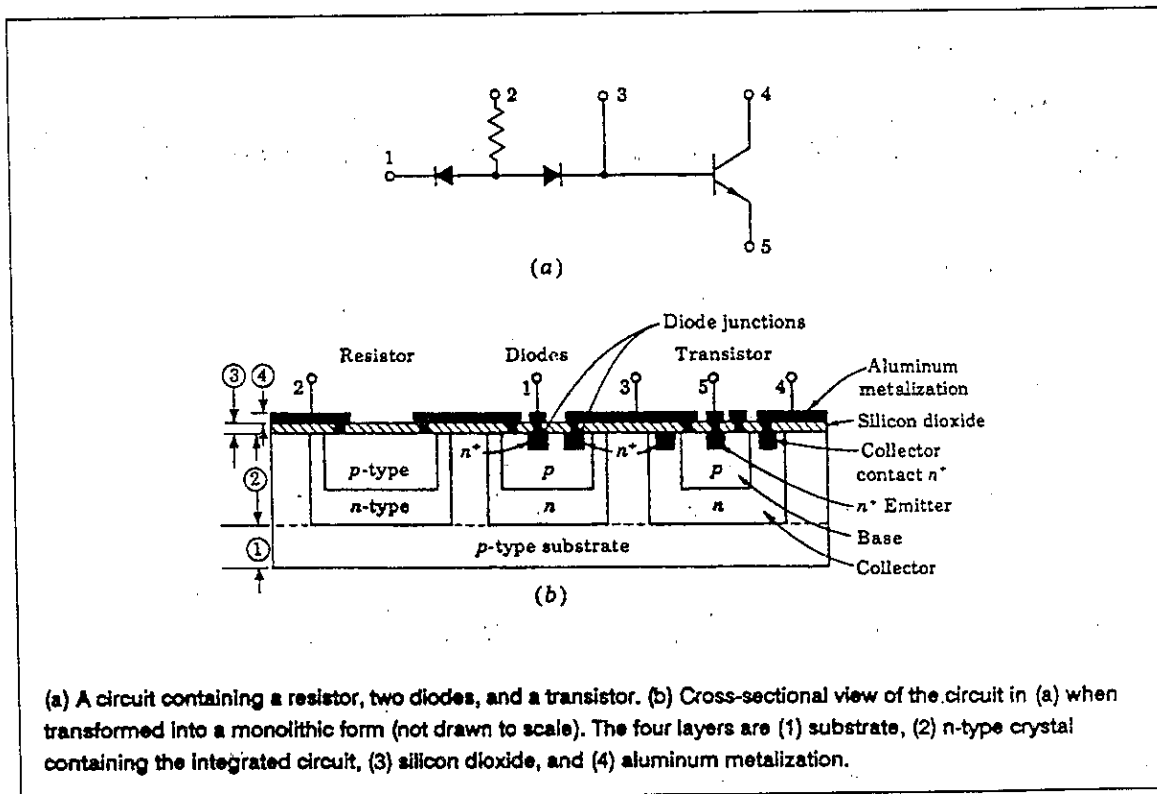 2 3 4
1
5
(a)
Diode junctions
Resistor Diodes Transistor
③ ④ 2 1 3 5 4 Aluminum
metalization
Silicon dioxide
Collector
contact n⁺
n⁺ n⁺
② p-type p p
n⁺ Emitter
n-type n n
Base
① p-type substrate
Collector
(b)
(a) A circuit containing a resistor, two diodes, and a transistor. (b) Cross-sectional view of the circuit in (a) when
transformed into a monolithic form (not drawn to scale). The four layers are (1) substrate, (2) n-type crystal
containing the integrated circuit, (3) silicon dioxide, and (4) aluminum metalization.